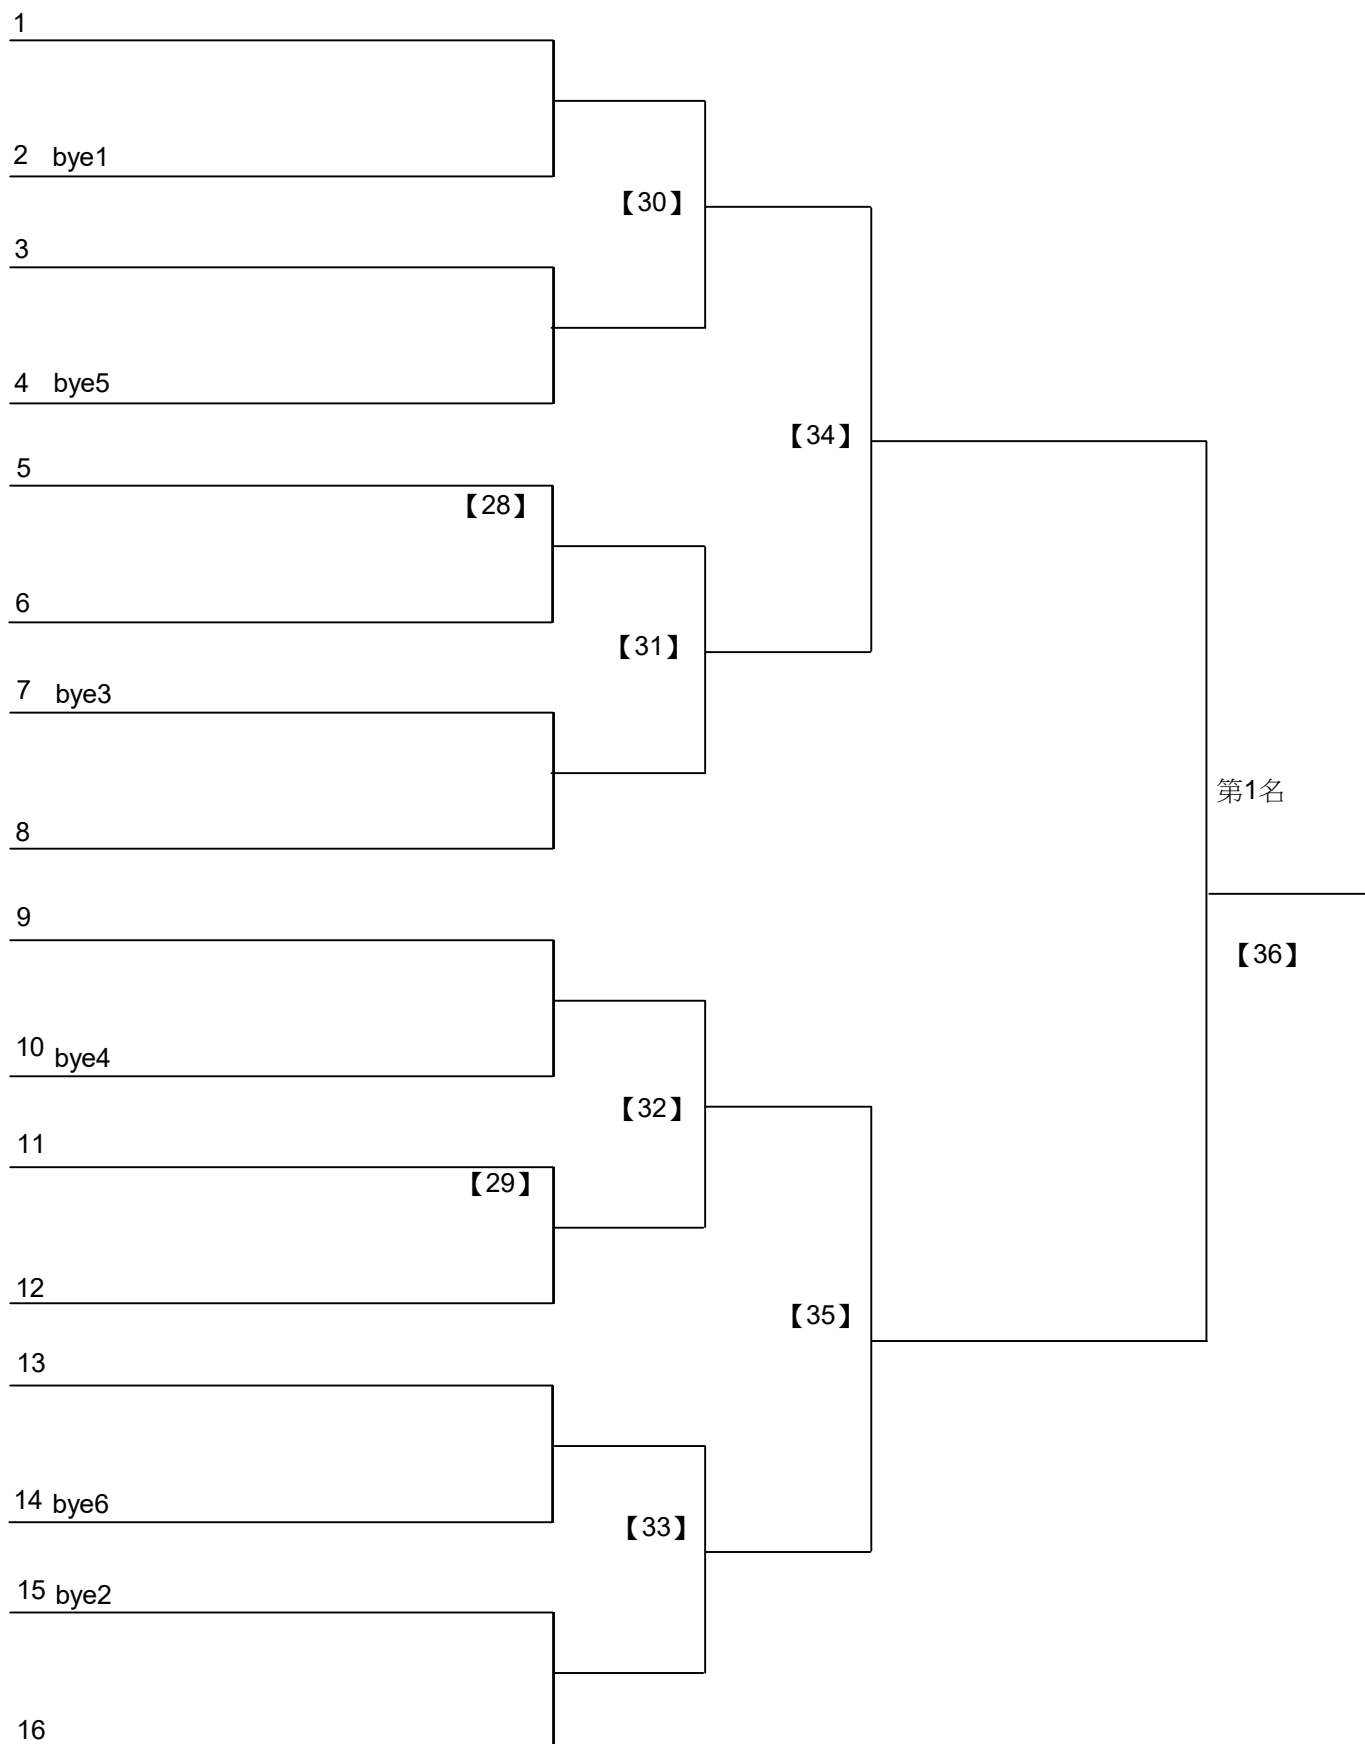 1
2 bye1
【30】
3
4 bye5
【34】
5
【28】
6
【31】
7 bye3
第1名
8
9
【36】
10 bye4
【32】
11
【29】
12
【35】
13
14 bye6
【33】
15 bye2
16